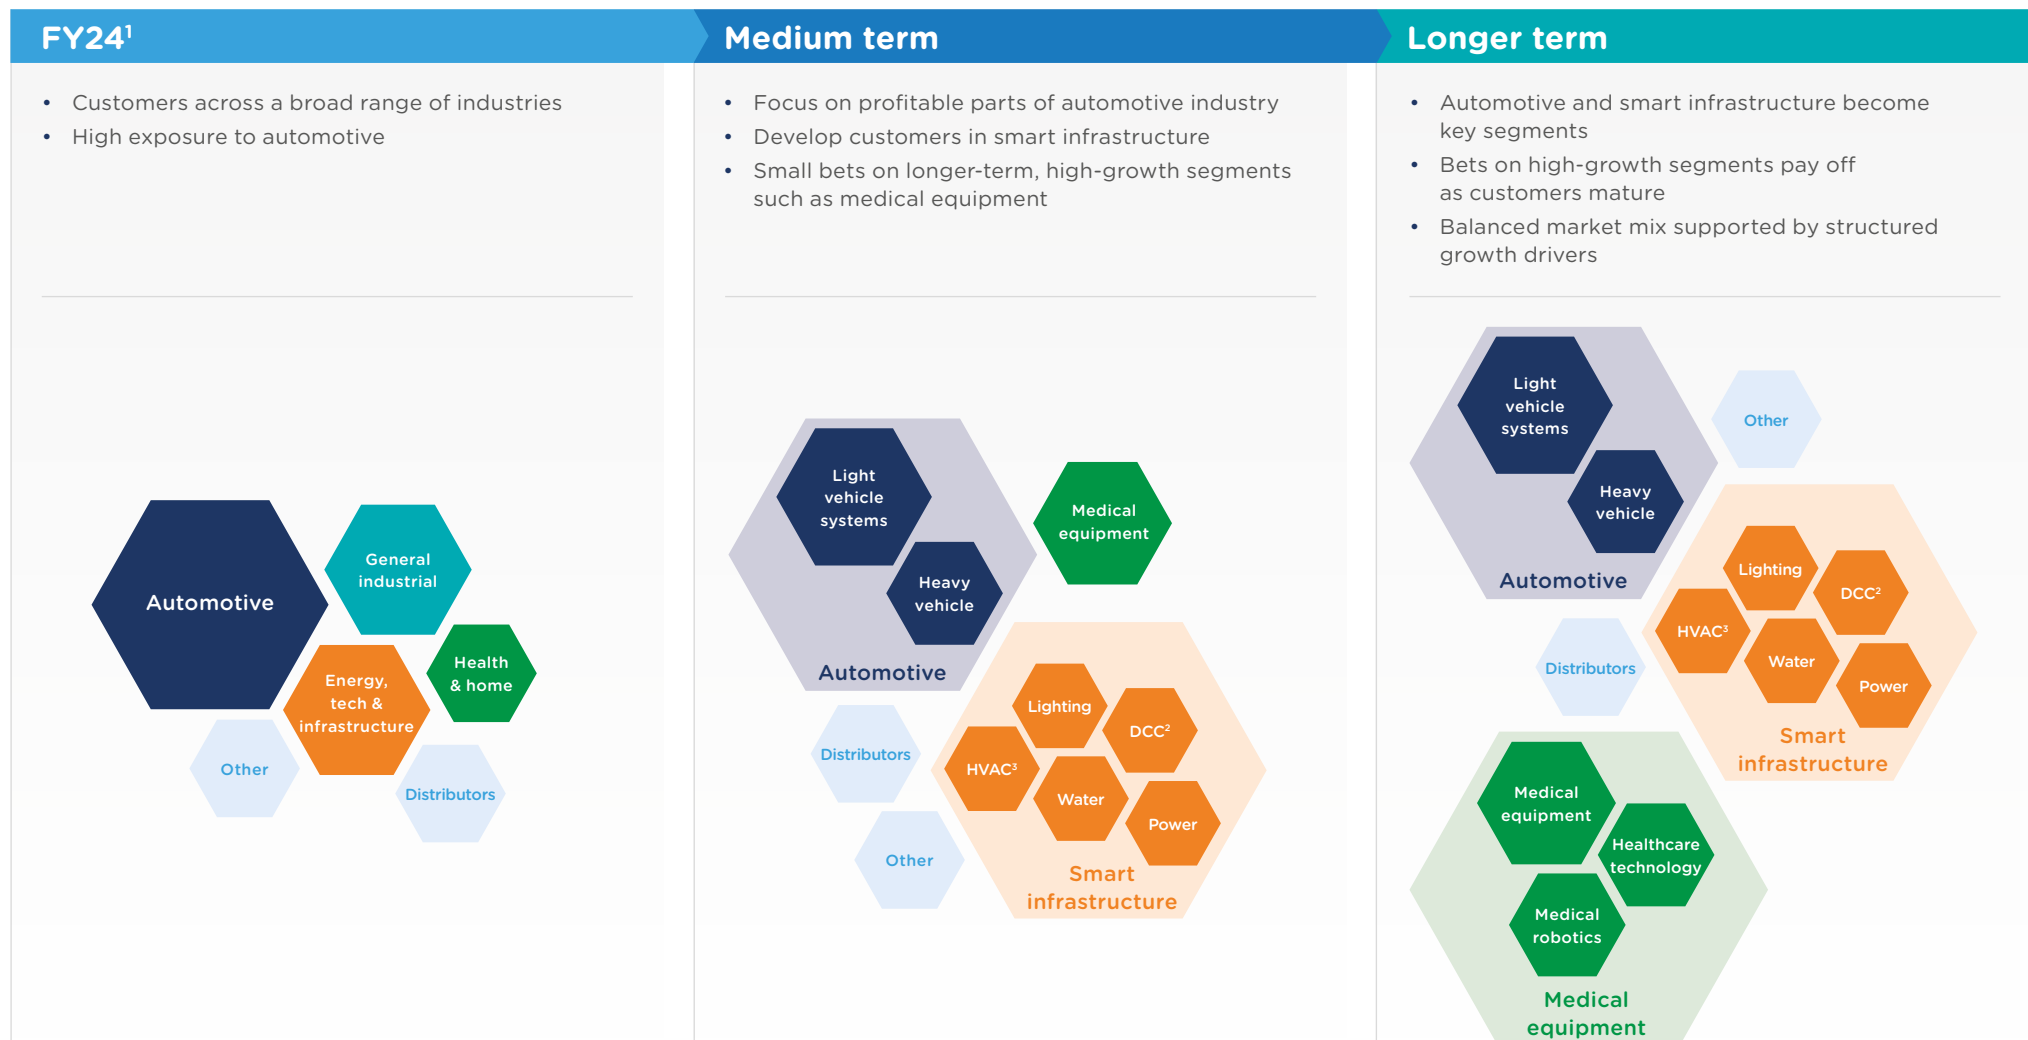 FY24¹
• Customers across a broad range of industries
• High exposure to automotive
Automotive
General
industrial
Health
& home
Energy,
tech &
infrastructure
Other
Distributors
Medium term
• Focus on profitable parts of automotive industry
• Develop customers in smart infrastructure
• Small bets on longer-term, high-growth segments
such as medical equipment
Light
vehicle
systems
Heavy
vehicle
Automotive
Medical
equipment
Distributors
Other
Lighting
DCC²
HVAC³
Water
Power
Smart
infrastructure
Longer term
• Automotive and smart infrastructure become
key segments
• Bets on high-growth segments pay off
as customers mature
• Balanced market mix supported by structured
growth drivers
Light
vehicle
systems
Heavy
vehicle
Automotive
Other
Lighting
DCC²
HVAC³
Water
Power
Smart
infrastructure
Distributors
Medical
equipment
Healthcare
technology
Medical
robotics
Medical
equipment